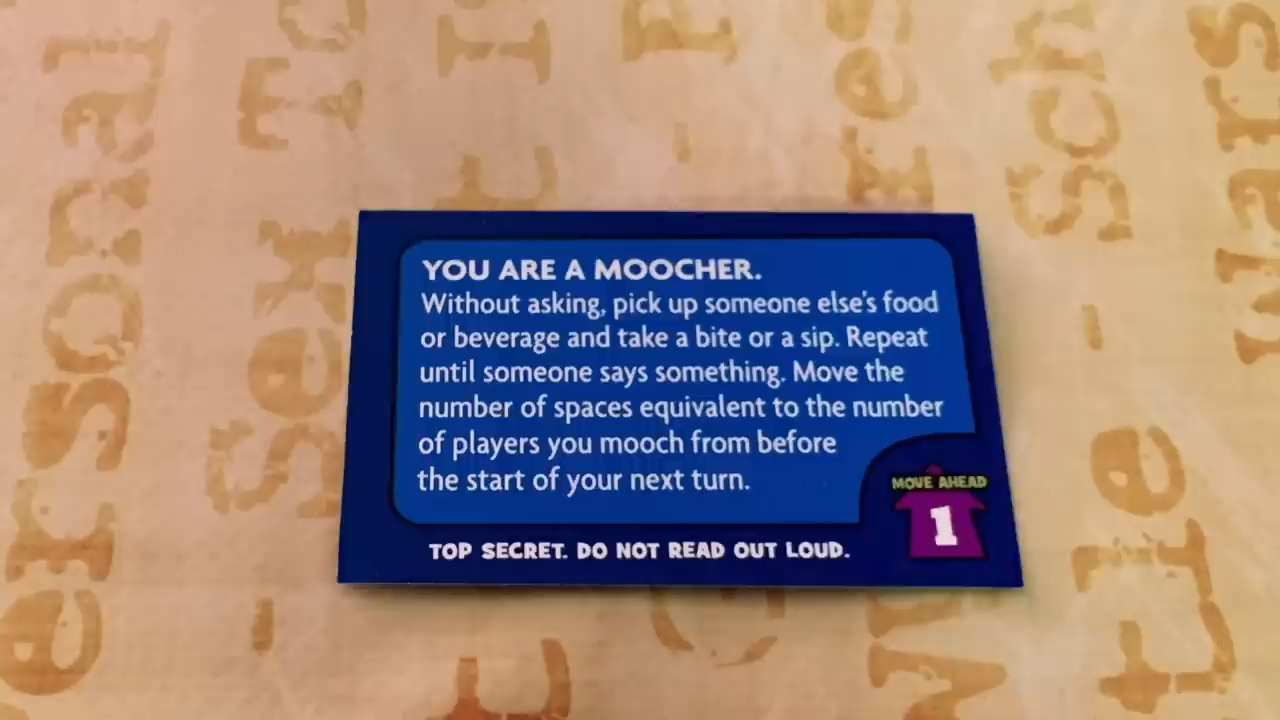 YOU ARE A MOOCHER.
Without asking, pick up someone else's food
or beverage and take a bite or a sip. Repeat
until someone says something. Move the
number of spaces equivalent to the number
of players you mooch from before
the start of your next turn.
MOVE AHEAD
1
TOP SECRET. DO NOT READ OUT LOUD.